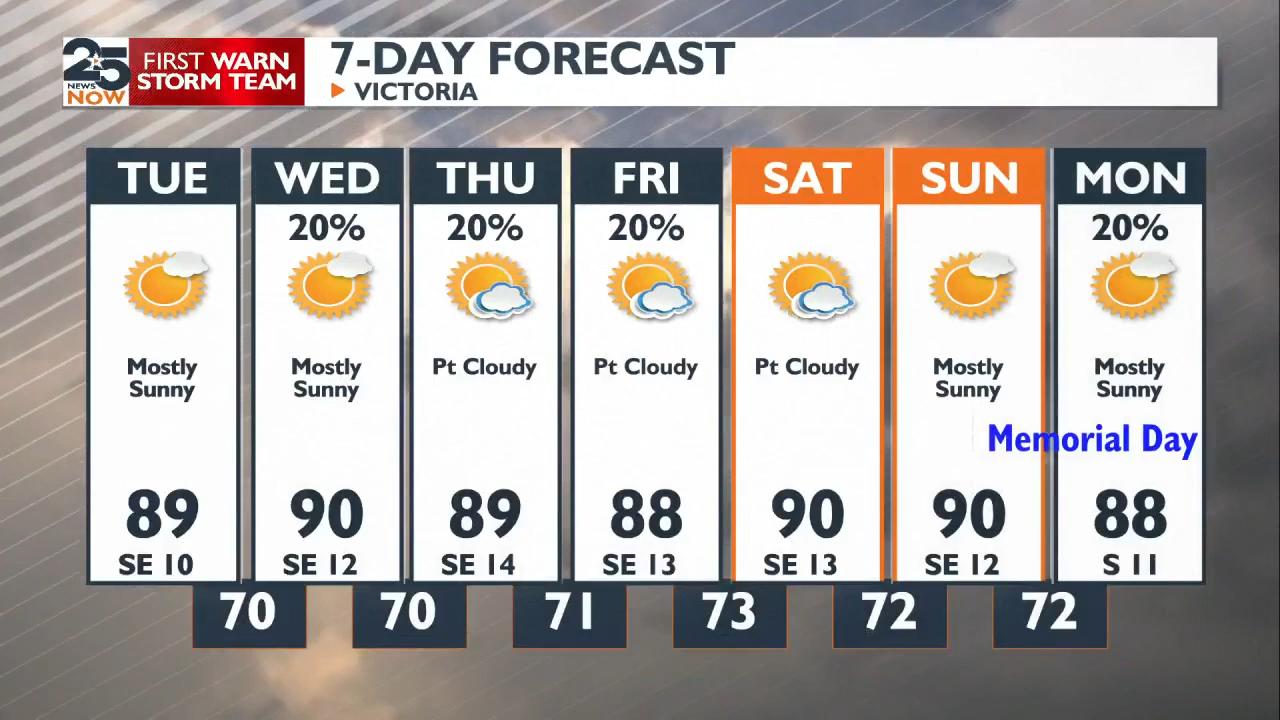 25
NEWS
NOW
FIRST WARN
STORM TEAM
7-DAY FORECAST
VICTORIA
TUE
Mostly
Sunny
89
SE 10
WED
20%
Mostly
Sunny
90
SE 12
THU
20%
Pt Cloudy
89
SE 14
FRI
20%
Pt Cloudy
88
SE 13
SAT
Pt Cloudy
90
SE 13
SUN
Mostly
Sunny
90
SE 12
MON
20%
Mostly
Sunny
Memorial Day
88
S 11
70
70
71
73
72
72